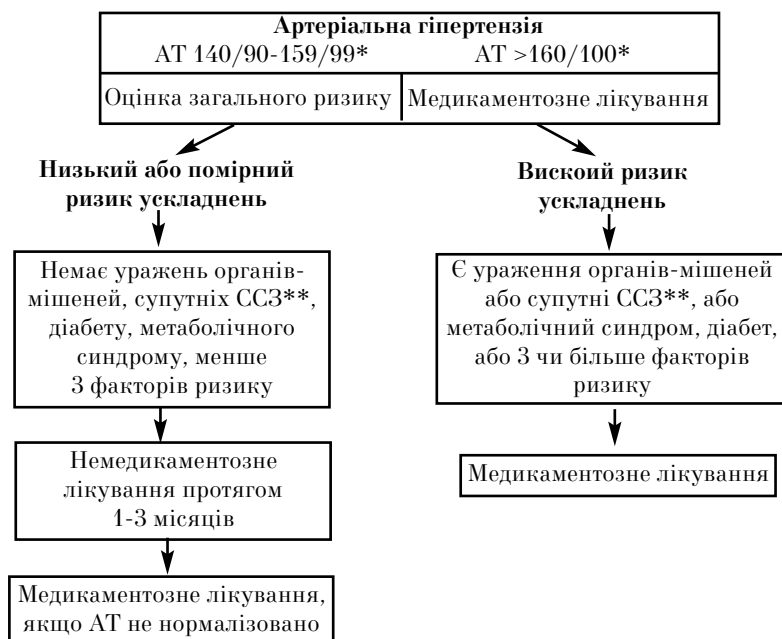 Артеріальна гіпертензія
АТ 140/90-159/99* АТ >160/100*
Оцінка загального ризику Медикаментозне лікування
Низький або помірний
ризик ускладнень
Вискоий ризик
ускладнень
Немає уражень органів-
мішеней, супутніх ССЗ**,
діабету, метаболічного
синдрому, менше
3 факторів ризику
Є ураження органів-мішеней
або супутні ССЗ**, або
метаболічний синдром, діабет,
або 3 чи більше факторів
ризику
Немедикаментозне
лікування протягом
1-3 місяців
Медикаментозне лікування
Медикаментозне лікування,
якщо АТ не нормалізовано